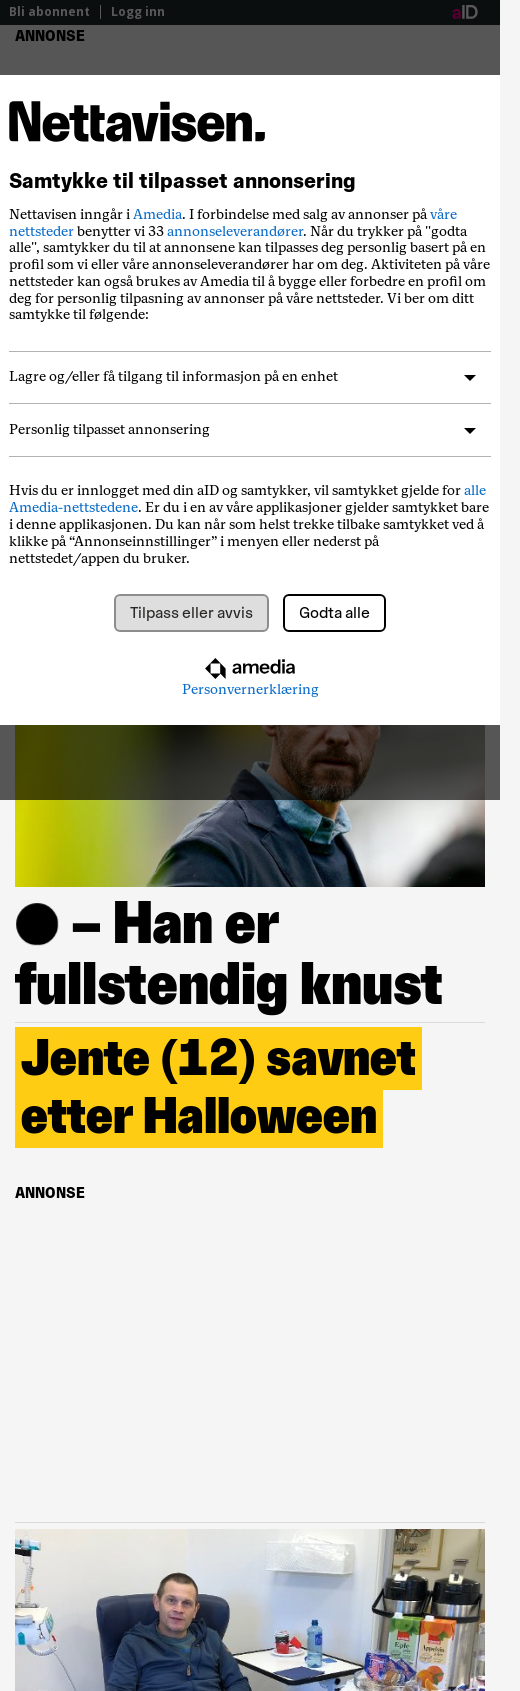 Bli abonnent | Logg inn
aID
ANNONSE
Nettavisen.
Samtykke til tilpasset annonsering
Nettavisen inngår i Amedia. I forbindelse med salg av annonser på våre
nettsteder benytter vi 33 annonseleverandører. Når du trykker på "godta
alle", samtykker du til at annonsene kan tilpasses deg personlig basert på en
profil som vi eller våre annonseleverandører har om deg. Aktiviteten på våre
nettsteder kan også brukes av Amedia til å bygge eller forbedre en profil om
deg for personlig tilpasning av annonser på våre nettsteder. Vi ber om ditt
samtykke til følgende:
Lagre og/eller få tilgang til informasjon på en enhet
Personlig tilpasset annonsering
Hvis du er innlogget med din aID og samtykker, vil samtykket gjelde for alle
Amedia-nettstedene. Er du i en av våre applikasjoner gjelder samtykket bare
i denne applikasjonen. Du kan når som helst trekke tilbake samtykket ved å
klikke på “Annonseinnstillinger” i menyen eller nederst på
nettstedet/appen du bruker.
Tilpass eller avvis
Godta alle
amedia
Personvernerklæring
– Han er
fullstendig knust
Jente (12) savnet
etter Halloween
ANNONSE
Eple
Appelsin